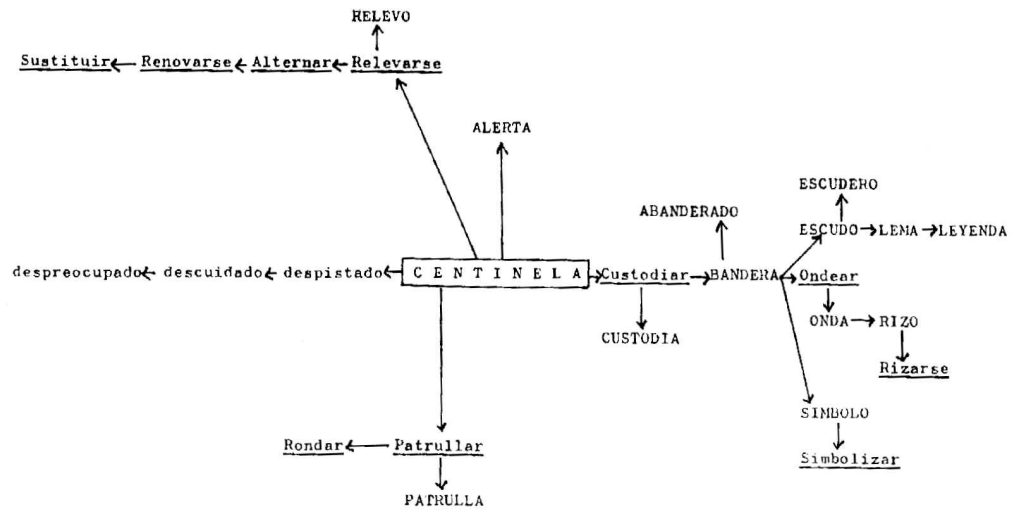 RELEVO
Sustituir Renovarse Alternar Relevarse
ALERTA
ESCUDERO
ABANDERADO
ESCUDO LEMA LEYENDA
despreocupado descuidado despistado CENTINELA Custodiar BANDERA Ondear
ONDA RIZO
CUSTODIA
Rizarse
SIMBOLO
Rondar Patrullar
Simbolizar
PATRULLA